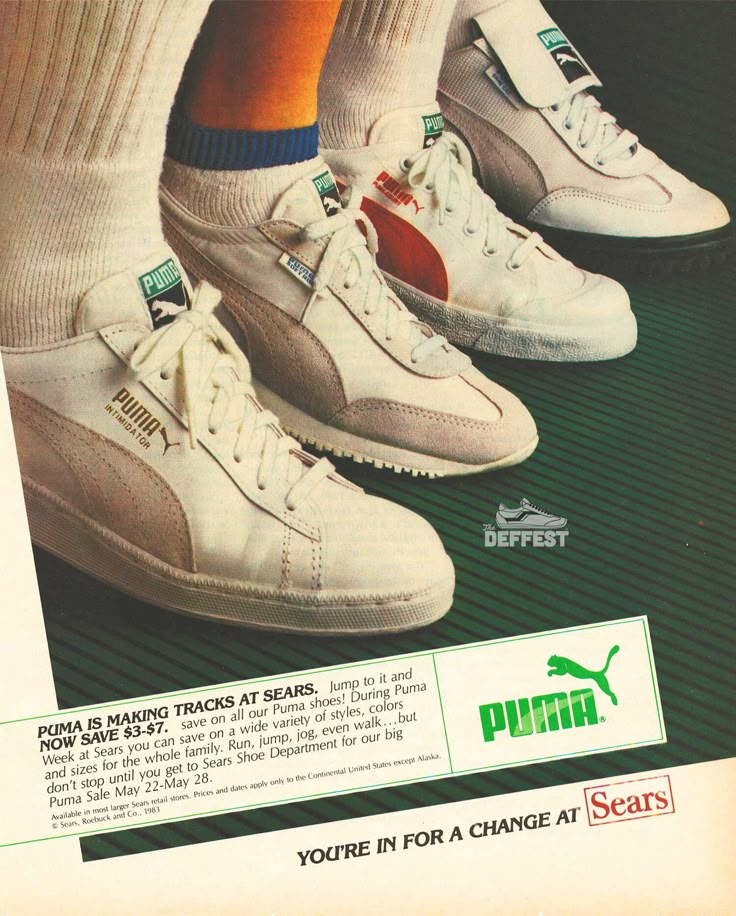 PUMA
PUMA
PUMA
PUMA
PUMA
PUMA
INTIMIDATOR
The
DEFFEST
PUMA IS MAKING TRACKS AT SEARS. Jump to it and
NOW SAVE $3-$7. save on all our Puma shoes! During Puma
Week at Sears you can save on a wide variety of styles, colors
and sizes for the whole family. Run, jump, jog, even walk...but
don't stop until you get to Sears Shoe Department for our big
Puma Sale May 22-May 28.
Available in most larger Sears retail stores. Prices and dates apply only to the Continental United States except Alaska.
© Sears, Roebuck and Co., 1983
PUMA®
YOU'RE IN FOR A CHANGE AT Sears